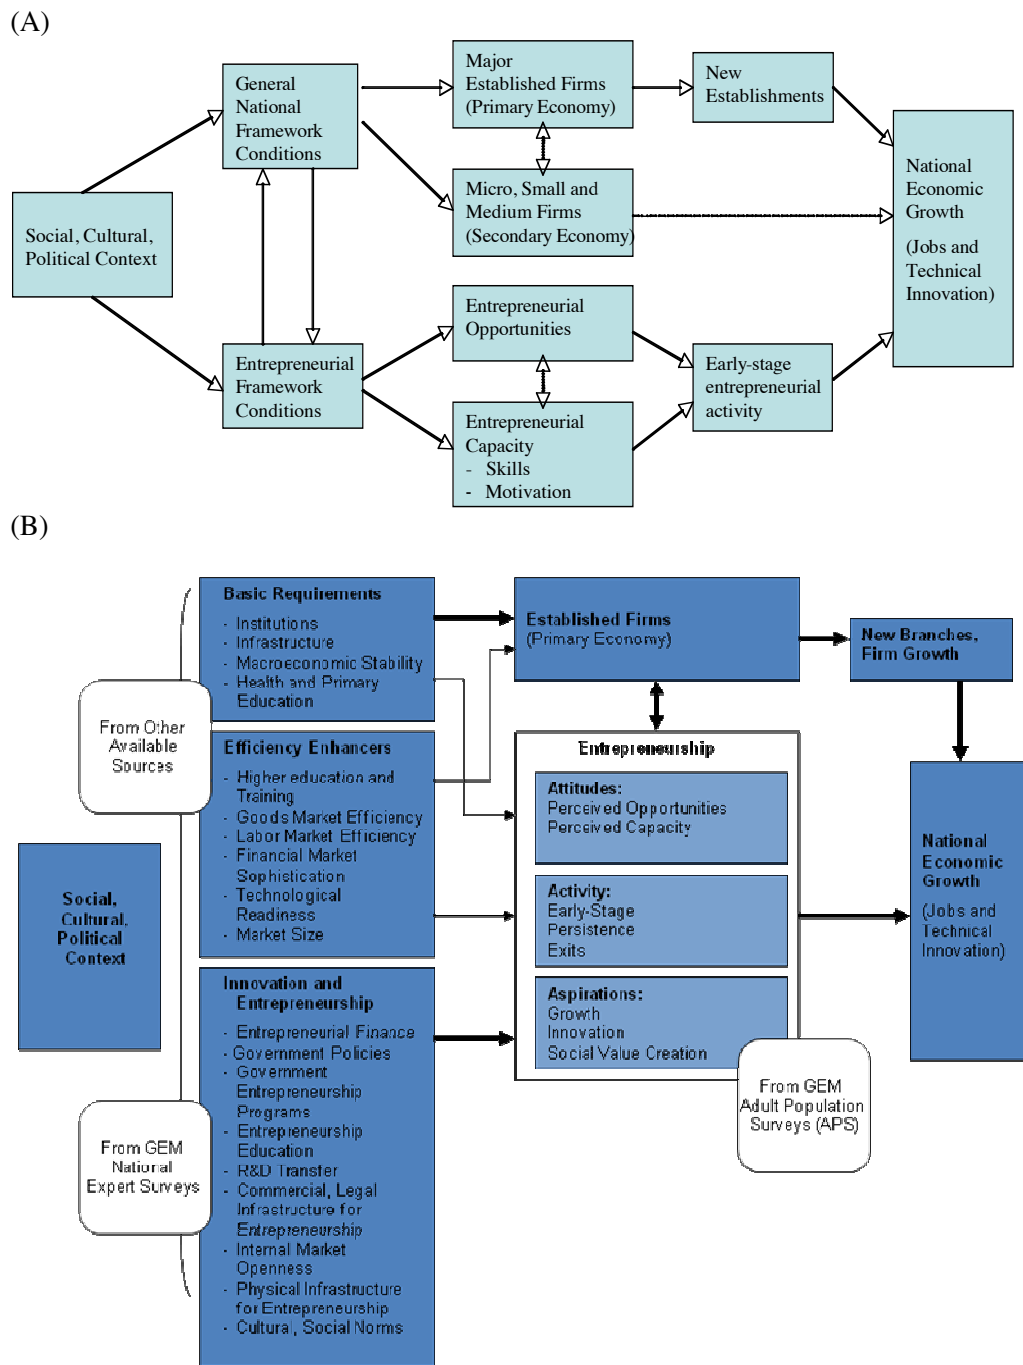 (A)
General
National
Framework
Conditions
Major
Established Firms
(Primary Economy)
New
Establishments
National
Economic
Growth
(Jobs and
Technical
Innovation)
Social, Cultural,
Political Context
Micro, Small and
Medium Firms
(Secondary Economy)
Entrepreneurial
Framework
Conditions
Entrepreneurial
Opportunities
Early-stage
entrepreneurial
activity
Entrepreneurial
Capacity
- Skills
- Motivation
(B)
Basic Requirements
- Institutions
- Infrastructure
- Macroeconomic Stability
- Health and Primary
Education
Established Firms
(Primary Economy)
New Branches,
Firm Growth
From Other
Available
Sources
Efficiency Enhancers
- Higher education and
Training
- Goods Market Efficiency
- Labor Market Efficiency
- Financial Market
Sophistication
- Technological
Readiness
- Market Size
Entrepreneurship
Attitudes:
Perceived Opportunities
Perceived Capacity
Activity:
Early-Stage
Persistence
Exits
Aspirations:
Growth
Innovation
Social Value Creation
National
Economic
Growth
(Jobs and
Technical
Innovation)
Social,
Cultural,
Political
Context
Innovation and
Entrepreneurship
- Entrepreneurial Finance
- Government Policies
- Government
Entrepreneurship
Programs
- Entrepreneurship
Education
- R&D Transfer
- Commercial, Legal
Infrastructure for
Entrepreneurship
- Internal Market
Openness
- Physical Infrastructure
for Entrepreneurship
- Cultural, Social Norms
From GEM
National
Expert Surveys
From GEM
Adult Population
Surveys (APS)